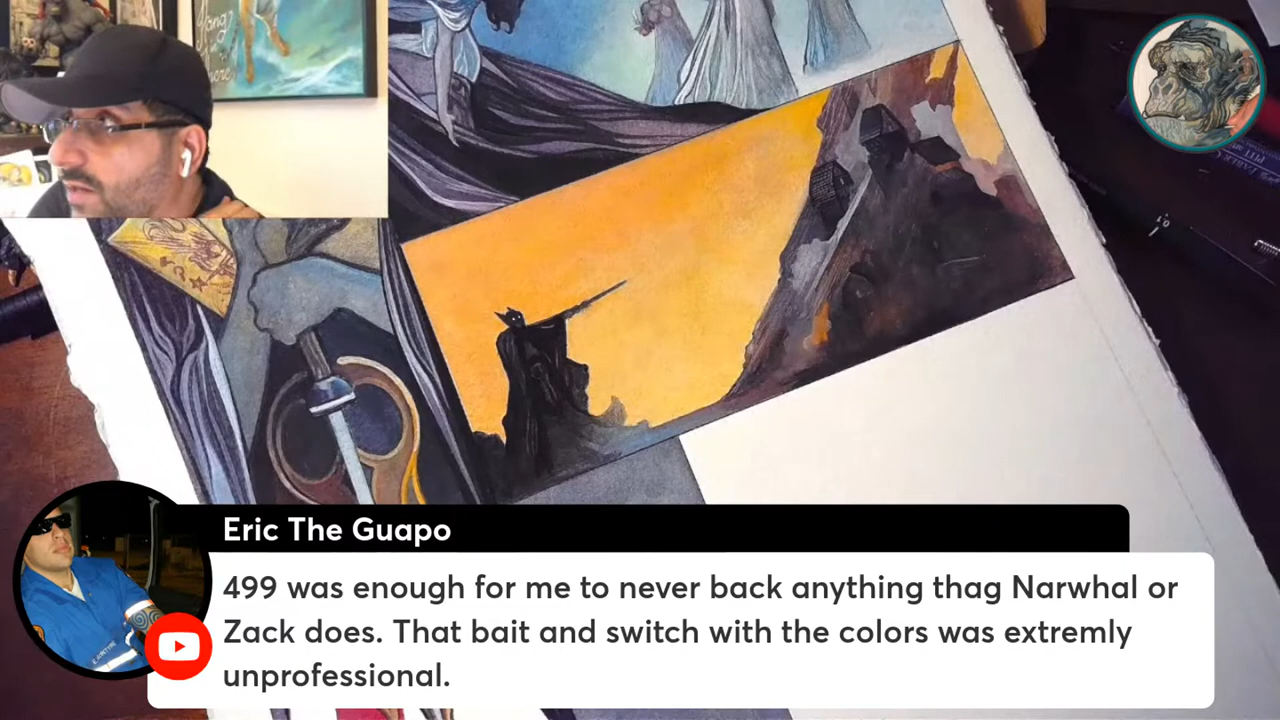 Eric The Guapo
499 was enough for me to never back anything thag Narwhal or
Zack does. That bait and switch with the colors was extremly
unprofessional.